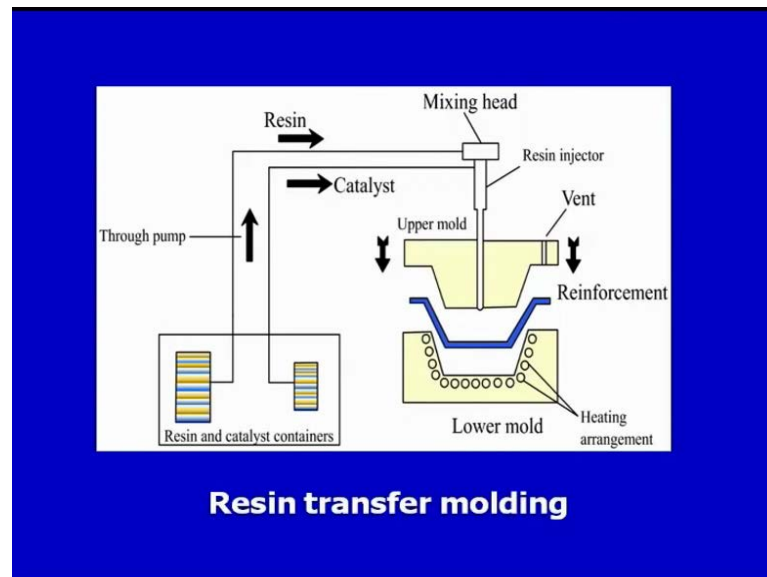 Mixing head
Resin
Resin injector
Catalyst
Vent
Upper mold
Through pump
Reinforcement
Lower mold
Heating
arrangement
Resin and catalyst containers
Resin transfer molding